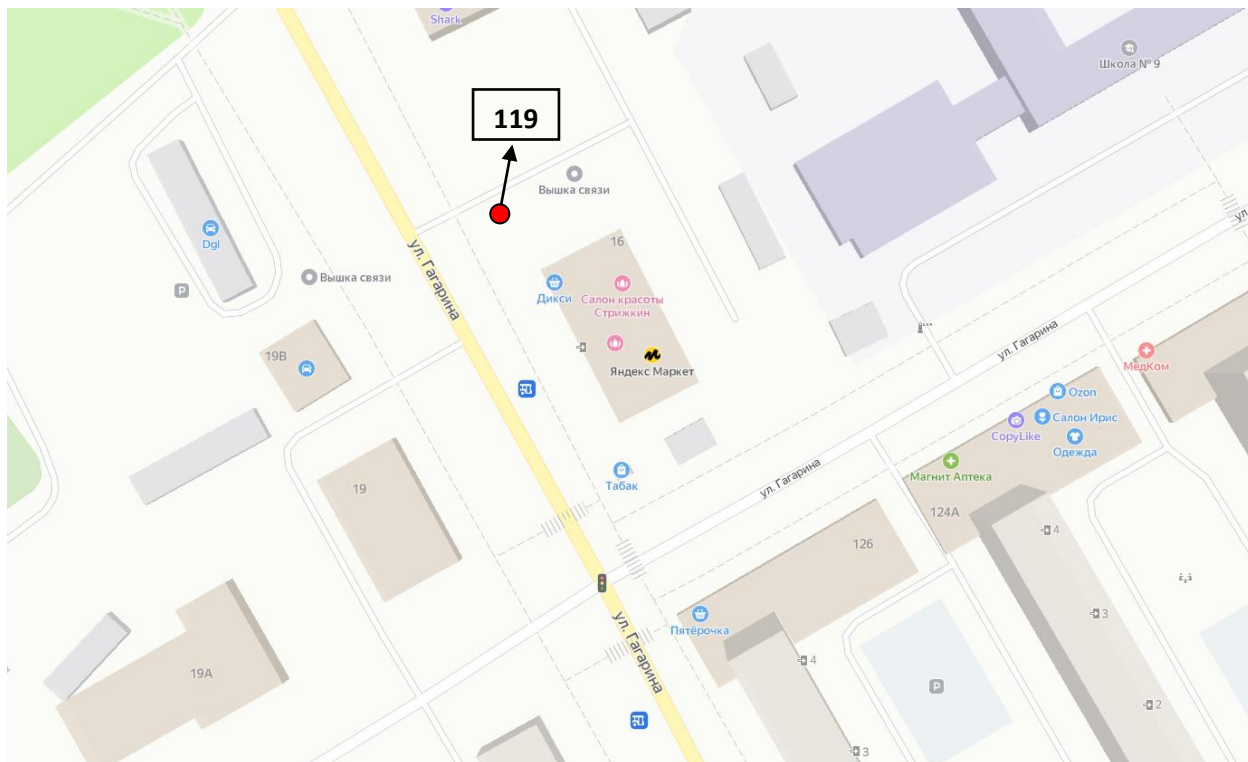 Shark
Школа № 9
119
Вышка связи
Dgl
ул. Гагарина
16
Вышка связи
P
Дикси
Салон красоты
Стрижкин
Яндекс Маркет
19В
ул. Гагарина
МедКом
Ozon
Салон Ирис
CopyLike
Одежда
Магнит Аптека
Табак
ул. Гагарина
19
124А
4
126
Пятёрочка
ул. Гагарина
3
4
19А
P
2
3
ул.